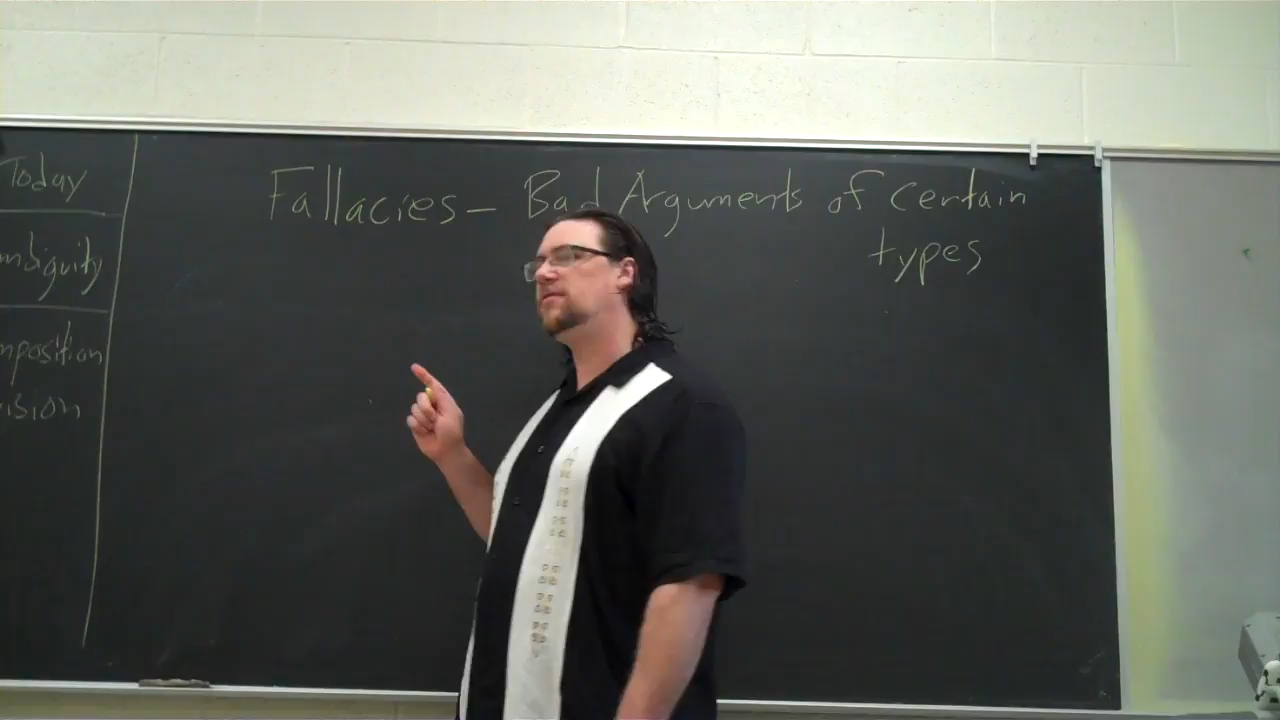 Today
mbiguity
mposition
ision
Fallacies - Bad Arguments of certain
types